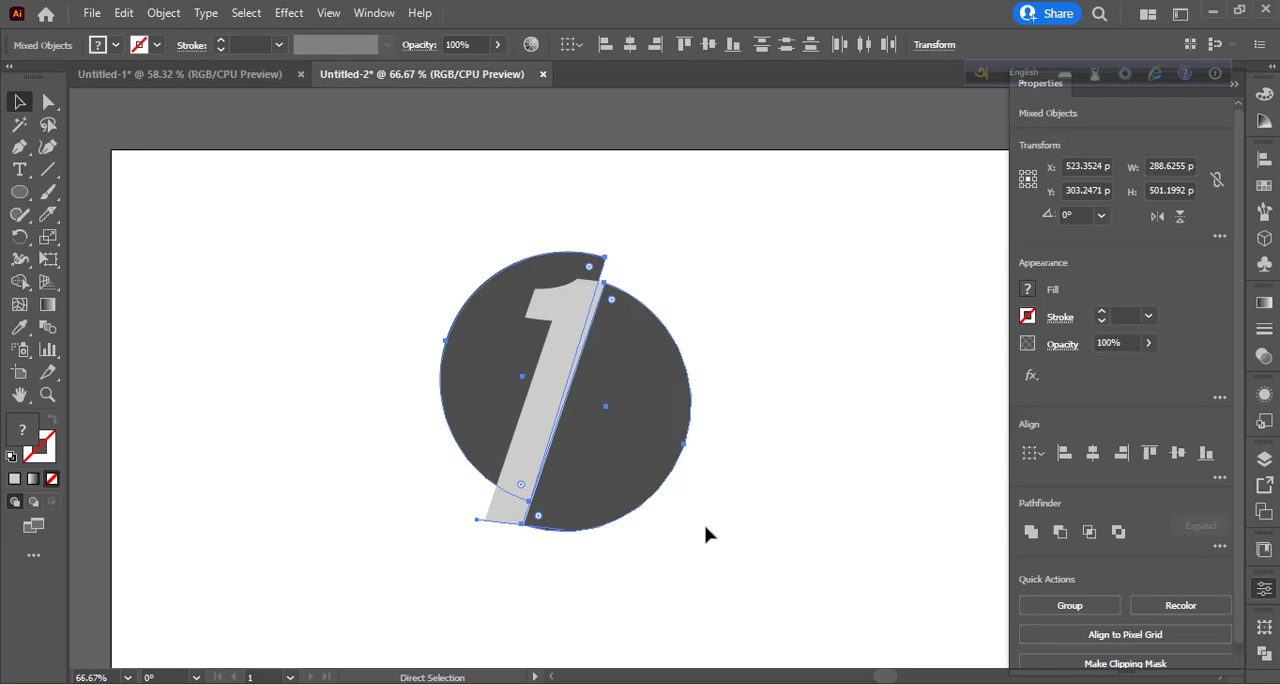 Ai File Edit Object Type Select Effect View Window Help Share
Mixed Objects ? Stroke: Opacity: 100% Transform
Untitled-1* @ 58.32 % (RGB/CPU Preview) × Untitled-2* @ 66.67 % (RGB/CPU Preview) ×
English
Properties
Mixed Objects
Transform
X: 523.3524 p W: 288.6255 p
Y: 303.2471 p H: 501.1992 p
0°
Appearance
? Fill
Stroke
Opacity 100%
fx.
Align
Pathfinder
Expand
Quick Actions
Group Recolor
Align to Pixel Grid
Make Clipping Mask
1
T
?
66.67% 0° 1 Direct Selection